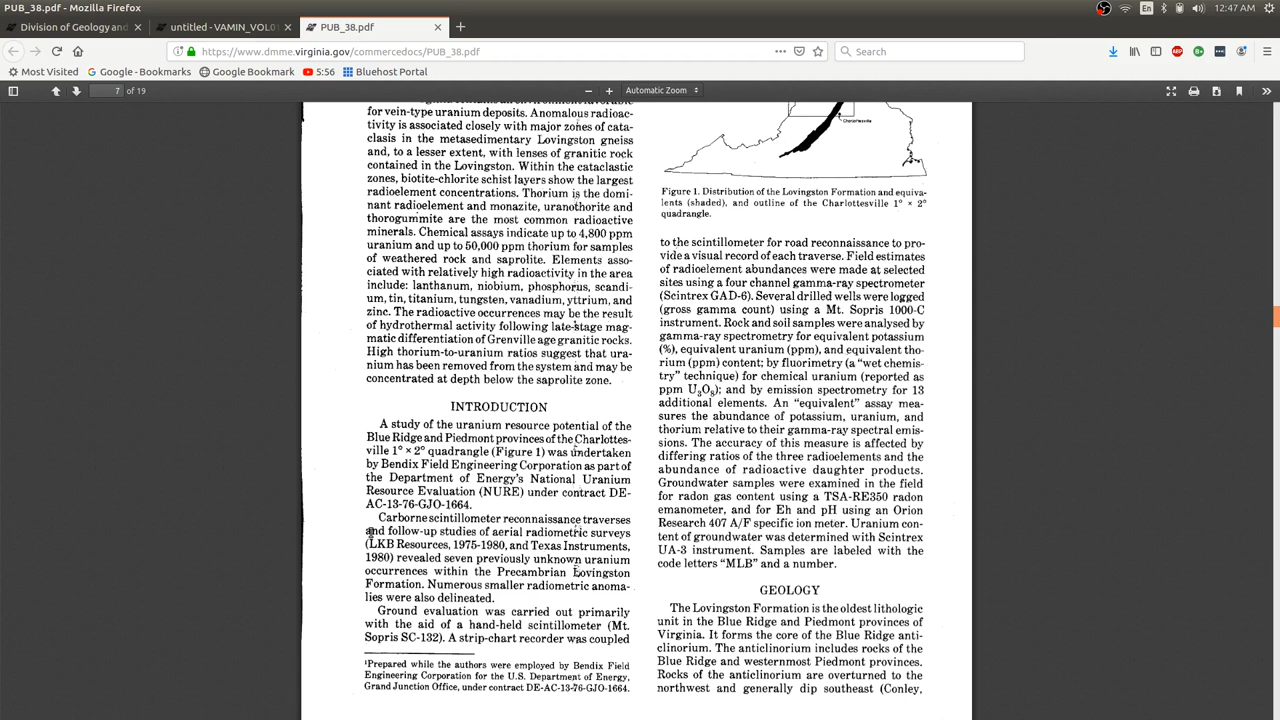 PUB_38.pdf - Mozilla Firefox
En
12:47 AM
Division of Geology and
untitled - VAMIN_VOL0
PUB_38.pdf
https://www.dmme.virginia.gov/commercedocs/PUB_38.pdf
Search
Most Visited
Google - Bookmarks
Google Bookmark
5:56
Bluehost Portal
7 of 19
Automatic Zoom
for vein-type uranium deposits. Anomalous radioac-
tivity is associated closely with major zones of cata-
clasis in the metasedimentary Lovingston gneiss
and, to a lesser extent, with lenses of granitic rock
contained in the Lovingston. Within the cataclastic
zones, biotite-chlorite schist layers show the largest
radioelement concentrations. Thorium is the domi-
nant radioelement and monazite, uranothorite and
thorogummite are the most common radioactive
minerals. Chemical assays indicate up to 4,800 ppm
uranium and up to 50,000 ppm thorium for samples
of weathered rock and saprolite. Elements asso-
ciated with relatively high radioactivity in the area
include: lanthanum, niobium, phosphorus, scandi-
um, tin, titanium, tungsten, vanadium, yttrium, and
zinc. The radioactive occurrences may be the result
of hydrothermal activity following late-stage mag-
matic differentiation of Grenville age granitic rocks.
High thorium-to-uranium ratios suggest that ura-
nium has been removed from the system and may be
concentrated at depth below the saprolite zone.
INTRODUCTION
A study of the uranium resource potential of the
Blue Ridge and Piedmont provinces of the Charlottes-
ville 1° × 2° quadrangle (Figure 1) was undertaken
by Bendix Field Engineering Corporation as part of
the Department of Energy's National Uranium
Resource Evaluation (NURE) under contract DE-
AC-13-76-GJO-1664.
Carborne scintillometer reconnaissance traverses
and follow-up studies of aerial radiometric surveys
(LKB Resources, 1975-1980, and Texas Instruments,
1980) revealed seven previously unknown uranium
occurrences within the Precambrian Lovingston
Formation. Numerous smaller radiometric anoma-
lies were also delineated.
Ground evaluation was carried out primarily
with the aid of a hand-held scintillometer (Mt.
Sopris SC-132). A strip-chart recorder was coupled
¹Prepared while the authors were employed by Bendix Field
Engineering Corporation for the U.S. Department of Energy,
Grand Junction Office, under contract DE-AC-13-76-GJO-1664.
Charlottesville
Figure 1. Distribution of the Lovingston Formation and equiva-
lents (shaded), and outline of the Charlottesville 1° × 2°
quadrangle.
to the scintillometer for road reconnaissance to pro-
vide a visual record of each traverse. Field estimates
of radioelement abundances were made at selected
sites using a four channel gamma-ray spectrometer
(Scintrex GAD-6). Several drilled wells were logged
(gross gamma count) using a Mt. Sopris 1000-C
instrument. Rock and soil samples were analysed by
gamma-ray spectrometry for equivalent potassium
(%), equivalent uranium (ppm), and equivalent tho-
rium (ppm) content; by fluorimetry (a "wet chemis-
try" technique) for chemical uranium (reported as
ppm U₃O₈); and by emission spectrometry for 13
additional elements. An "equivalent" assay mea-
sures the abundance of potassium, uranium, and
thorium relative to their gamma-ray spectral emis-
sions. The accuracy of this measure is affected by
differing ratios of the three radioelements and the
abundance of radioactive daughter products.
Groundwater samples were examined in the field
for radon gas content using a TSA-RE350 radon
emanometer, and for Eh and pH using an Orion
Research 407 A/F specific ion meter. Uranium con-
tent of groundwater was determined with Scintrex
UA-3 instrument. Samples are labeled with the
code letters "MLB" and a number.
GEOLOGY
The Lovingston Formation is the oldest lithologic
unit in the Blue Ridge and Piedmont provinces of
Virginia. It forms the core of the Blue Ridge anti-
clinorium. The anticlinorium includes rocks of the
Blue Ridge and westernmost Piedmont provinces.
Rocks of the anticlinorium are overturned to the
northwest and generally dip southeast (Conley,